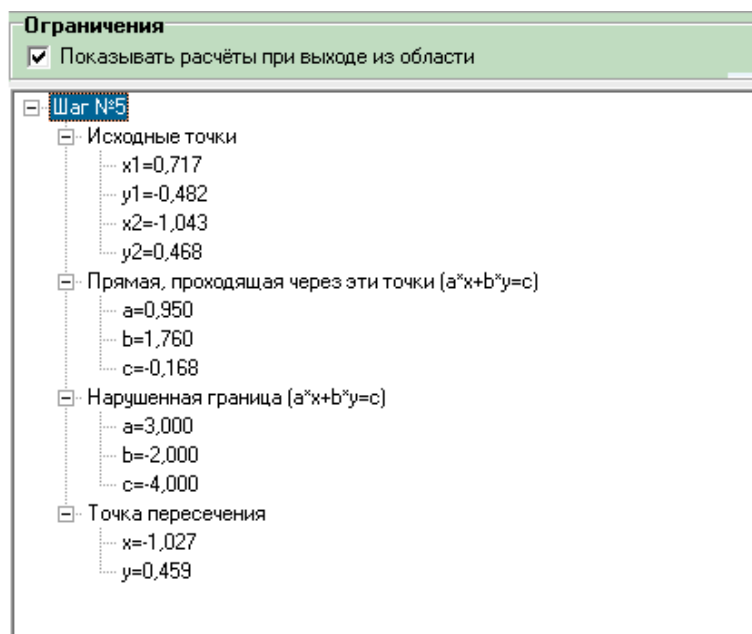 Ограничения
Показывать расчёты при выходе из области
Шаг №5
Исходные точки
x1=0,717
y1=-0,482
x2=-1,043
y2=0,468
Прямая, проходящая через эти точки (a*x+b*y=c)
a=0,950
b=1,760
c=-0,168
Нарушенная граница (a*x+b*y=c)
a=3,000
b=-2,000
c=-4,000
Точка пересечения
x=-1,027
y=0,459